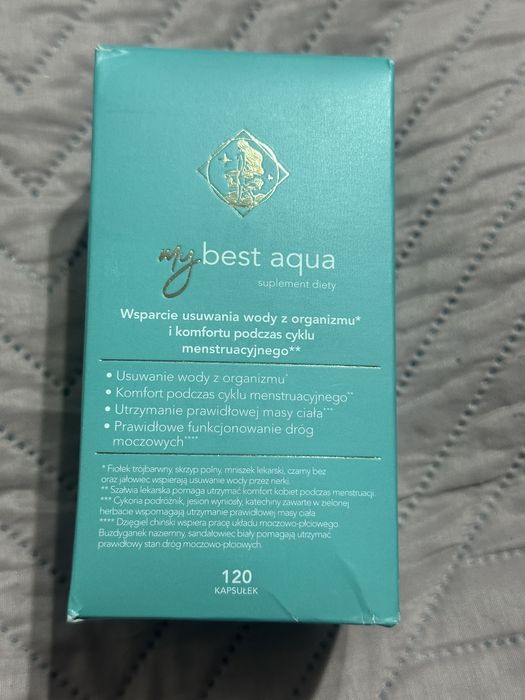 my best aqua
suplement diety
Wsparcie usuwania wody z organizmu*
i komfortu podczas cyklu
menstruacyjnego**
• Usuwanie wody z organizmu*
• Komfort podczas cyklu menstruacyjnego**
• Utrzymanie prawidłowej masy ciała***
• Prawidłowe funkcjonowanie dróg
moczowych****
* Fiołek trójbarwny, skrzyp polny, mniszek lekarski, czarny bez
oraz jałowiec wspierają usuwanie wody przez nerki.
** Szałwia lekarska pomaga utrzymać komfort kobiet podczas menstruacji.
*** Cykoria podróżnik, jesion wyniosły, katechiny zawarte w zielonej
herbacie wspomagają utrzymanie prawidłowej masy ciała.
**** Dzięgiel chiński wspiera pracę układu moczowo-płciowego.
Buzdyganek naziemny, sandałowiec biały pomagają utrzymać
prawidłowy stan dróg moczowo-płciowych.
120
KAPSUŁEK